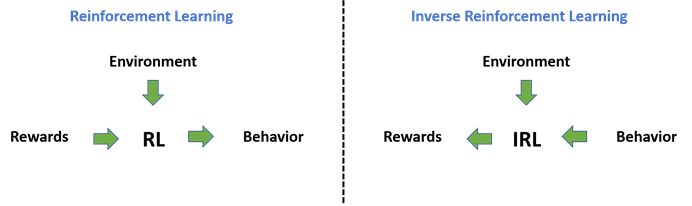 Reinforcement Learning
Environment
Rewards RL Behavior
Inverse Reinforcement Learning
Environment
Rewards IRL Behavior